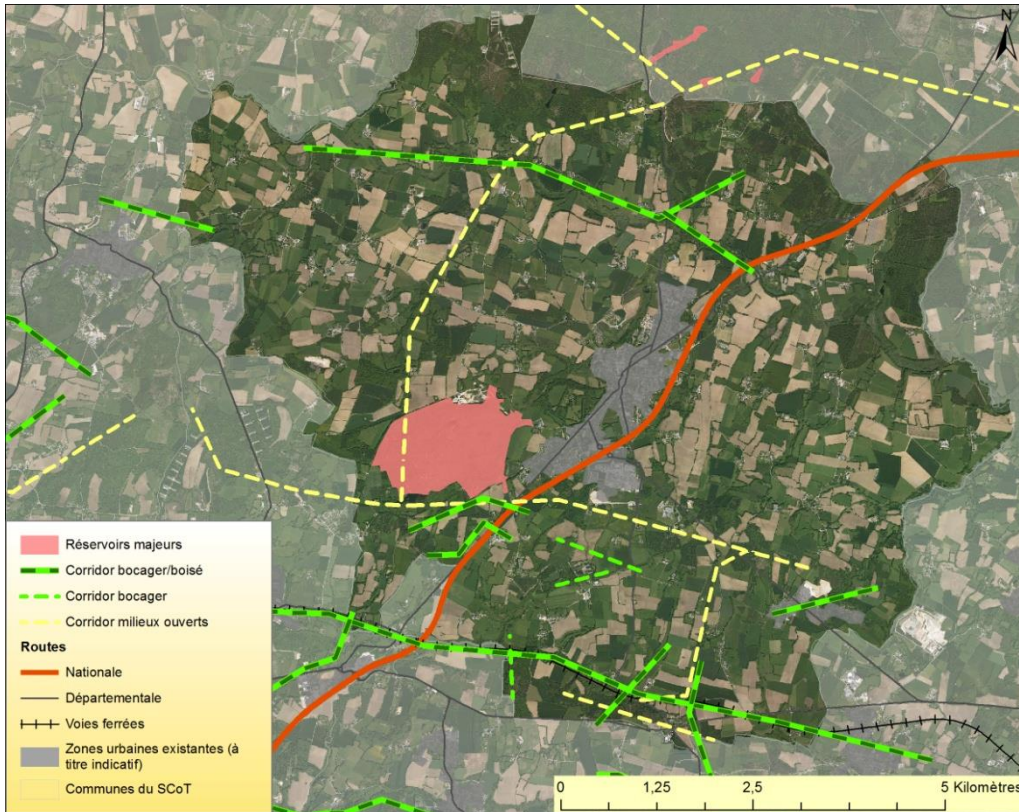 N
Réservoirs majeurs
Corridor bocager/boisé
Corridor bocager
Corridor milieux ouverts
Routes
Nationale
Départementale
Voies ferrées
Zones urbaines existantes (à
titre indicatif)
Communes du SCoT
0 1,25 2,5 5 Kilomètres